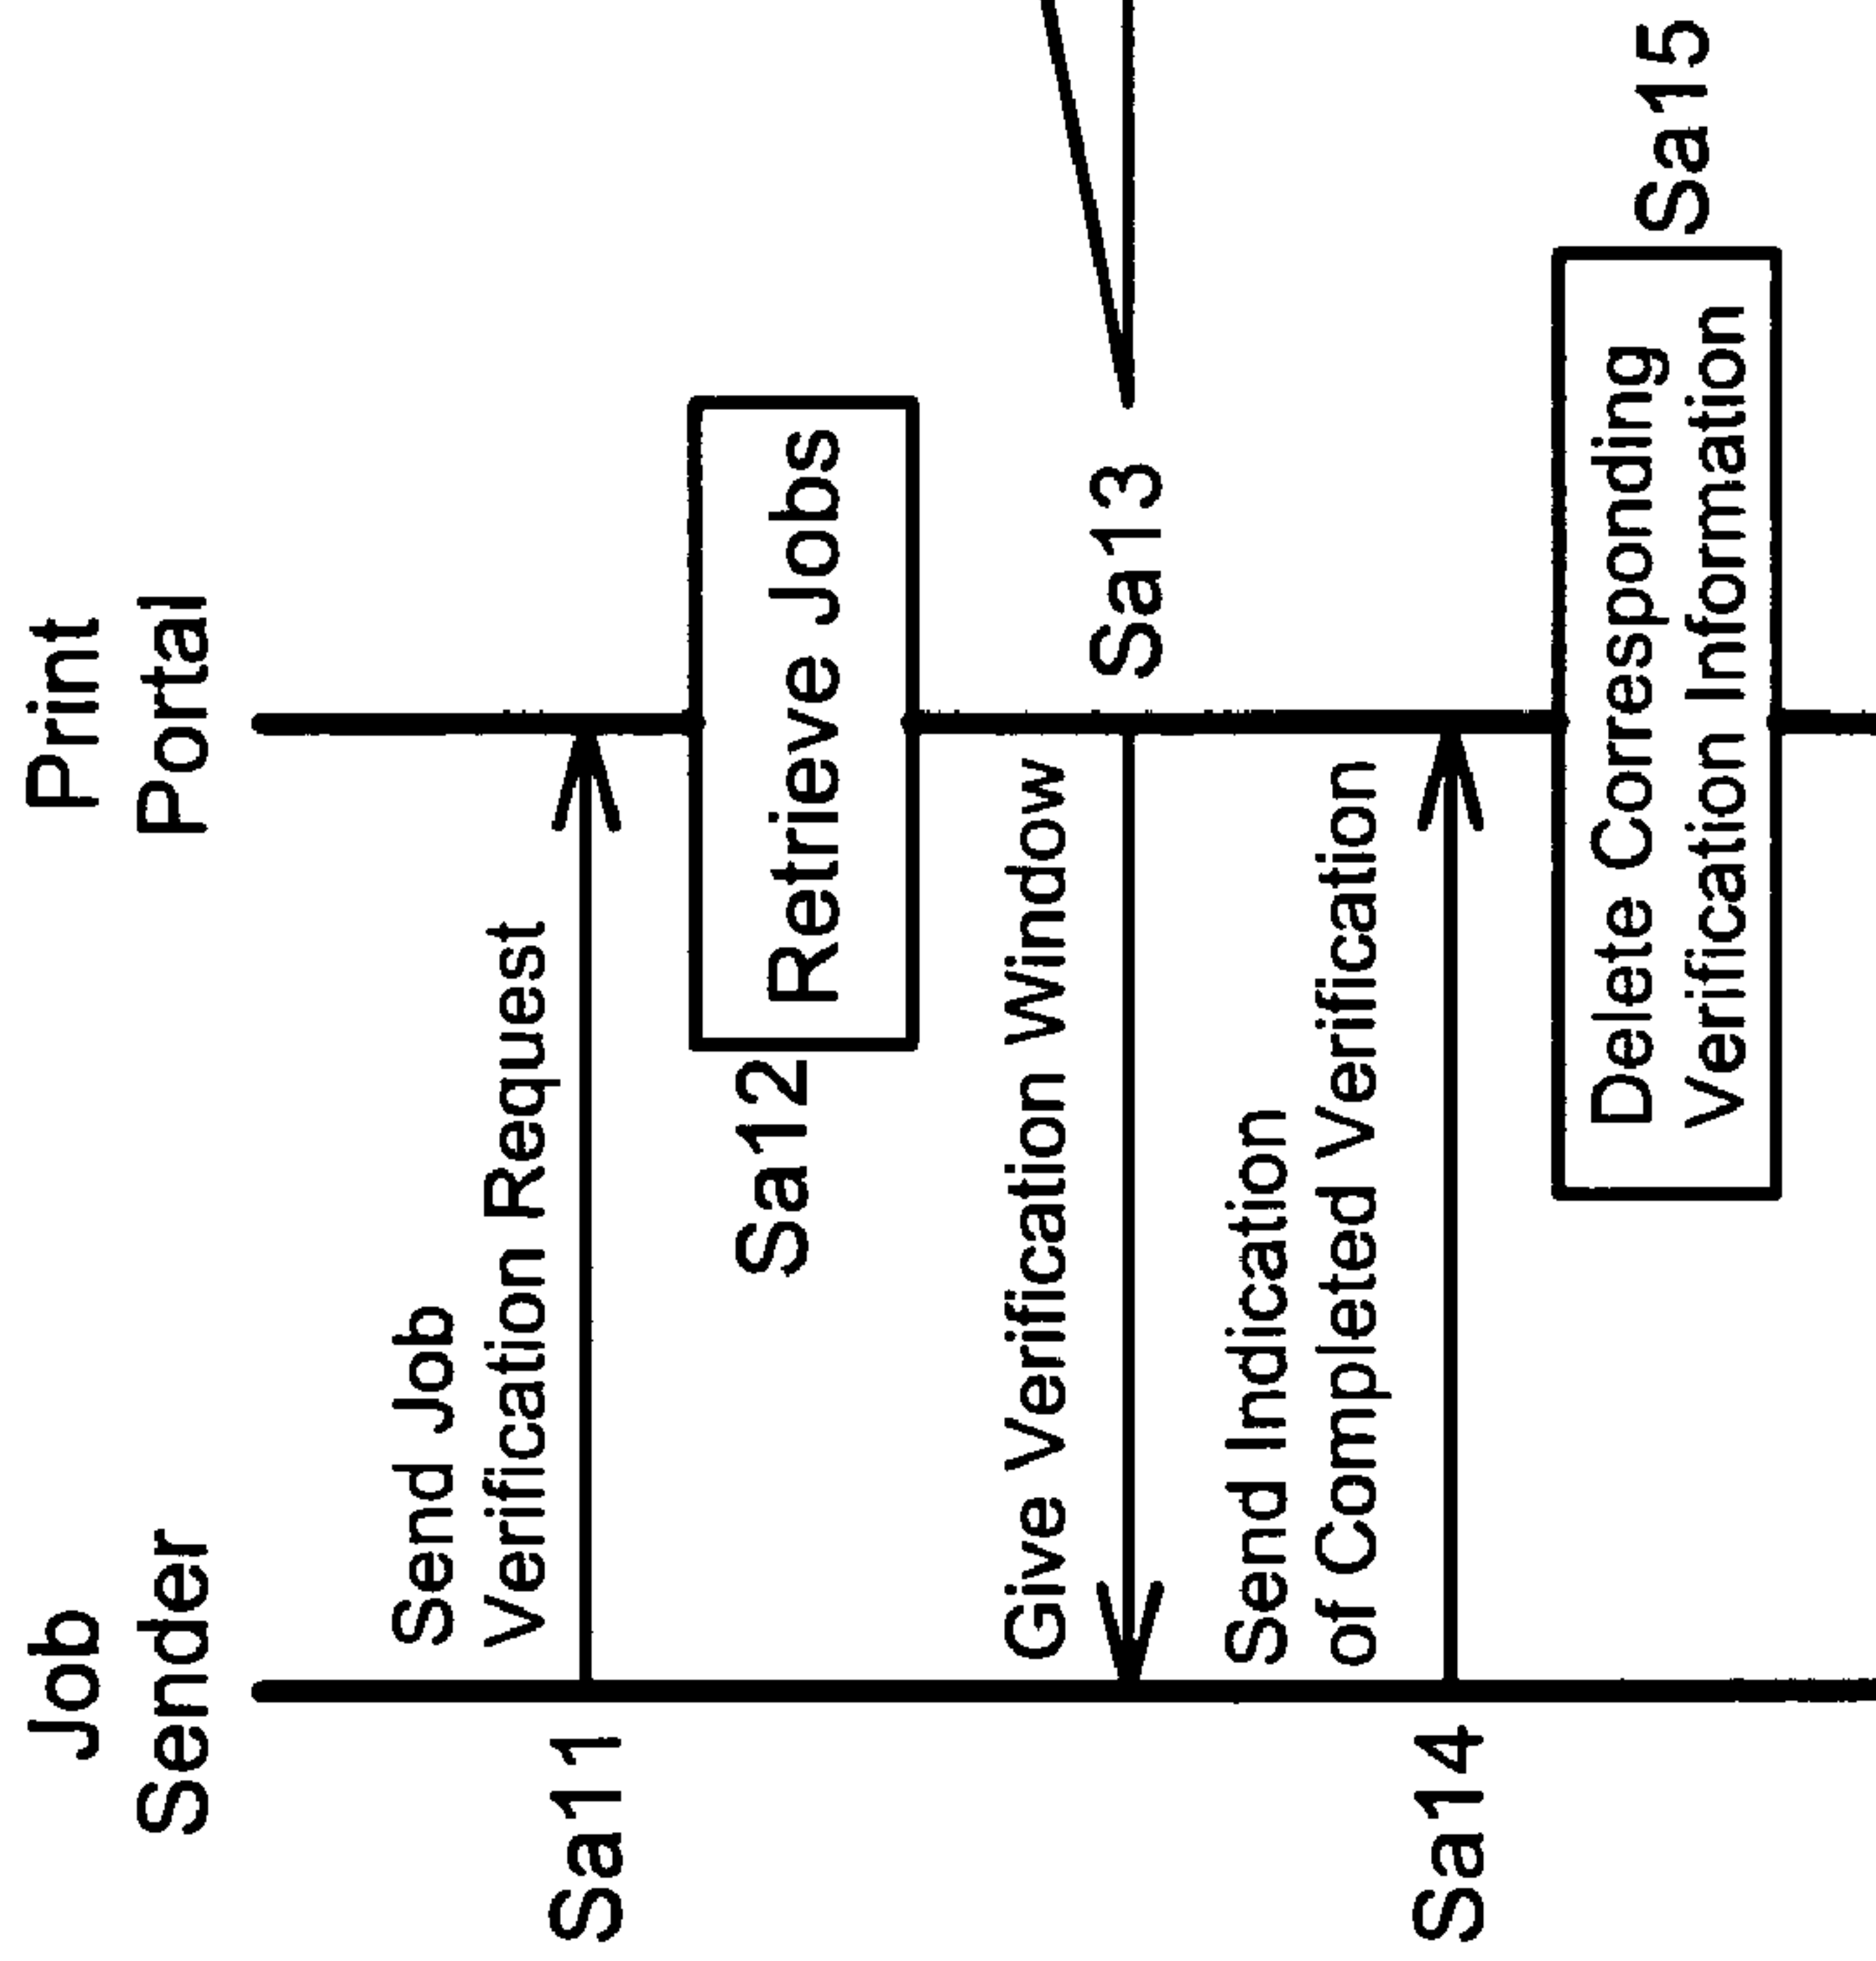 Job
Sender
Print
Portal
Sa11
Send Job
Verification Request
Sa12
Retrieve Jobs
Give Verification Window
Sa13
Send Indication
of Completed Verification
Sa14
Delete Corresponding
Verification Information
Sa15